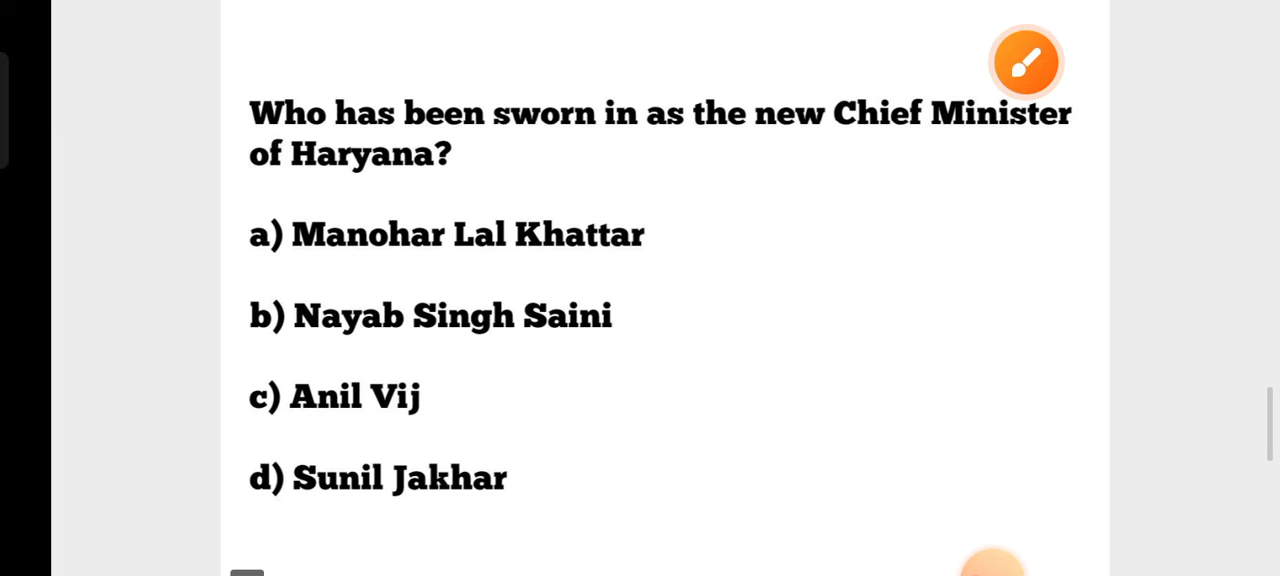 Who has been sworn in as the new Chief Minister
of Haryana?
a) Manohar Lal Khattar
b) Nayab Singh Saini
c) Anil Vij
d) Sunil Jakhar